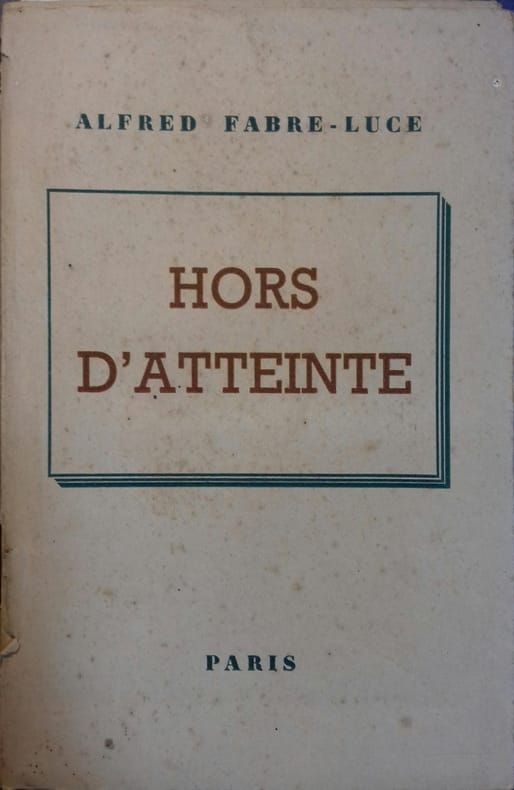 ALFRED FABRE-LUCE
HORS
D'ATTEINTE
PARIS